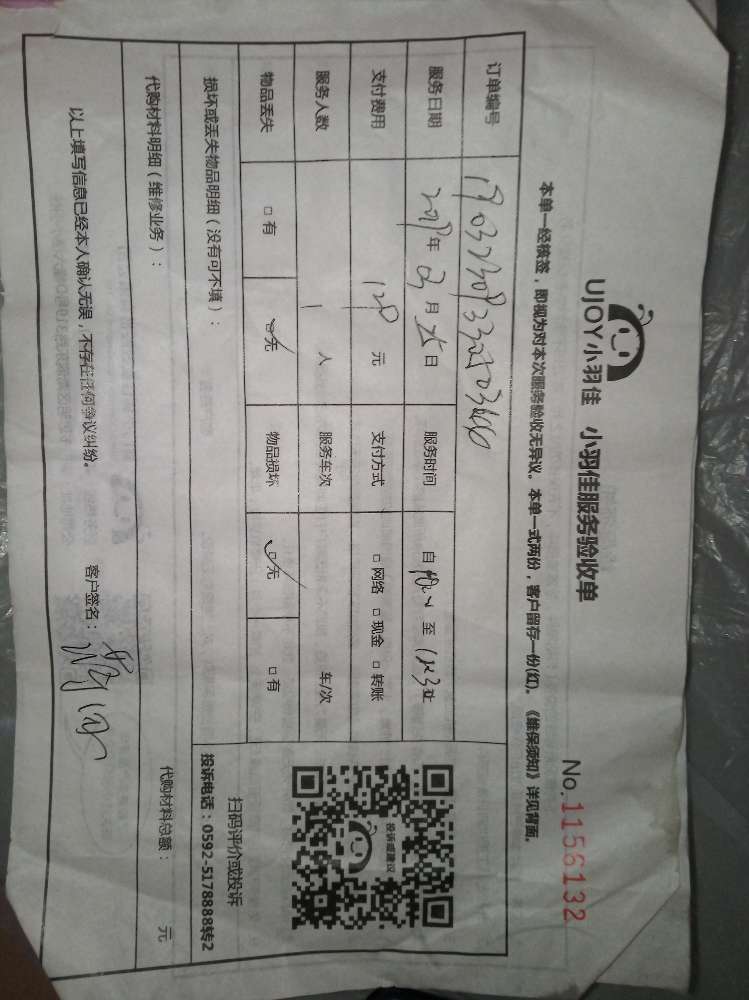 UJOY小羽佳 小羽佳服务验收单
No.1156132
本单一经核签，即视为对本次服务验收无异议。本单一式两份，客户留存一份(红)。《维保须知》详见背面。
订单编号
服务日期 年 03 月 25 日 服务时间 自 至
支付费用 120 元 支付方式 □ 网络 □ 现金 □ 转账
服务人数 1 人 服务车次 车/次
物品丢失 □ 有 □ 无 物品损坏 □ 无 □ 有
损坏或丢失物品明细（没有可不填）：
投诉或建议
扫码评价或投诉
投诉电话：0592-5178888转2
代购材料明细（维修业务）： 代购材料总额： 元
以上填写信息已经本人确认无误，不存在任何争议纠纷。 客户签名：